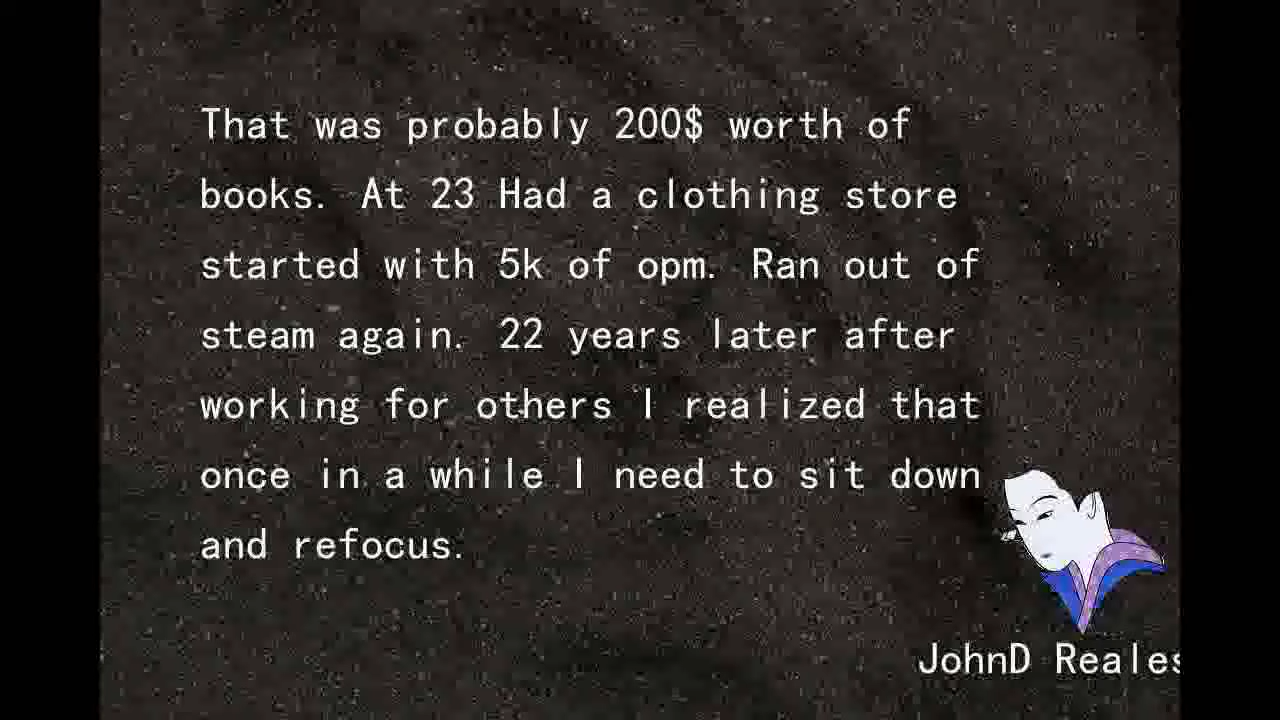 That was probably 200$ worth of
books. At 23 Had a clothing store
started with 5k of opm. Ran out of
steam again. 22 years later after
working for others I realized that
once in a while I need to sit down
and refocus.
JohnD Reales